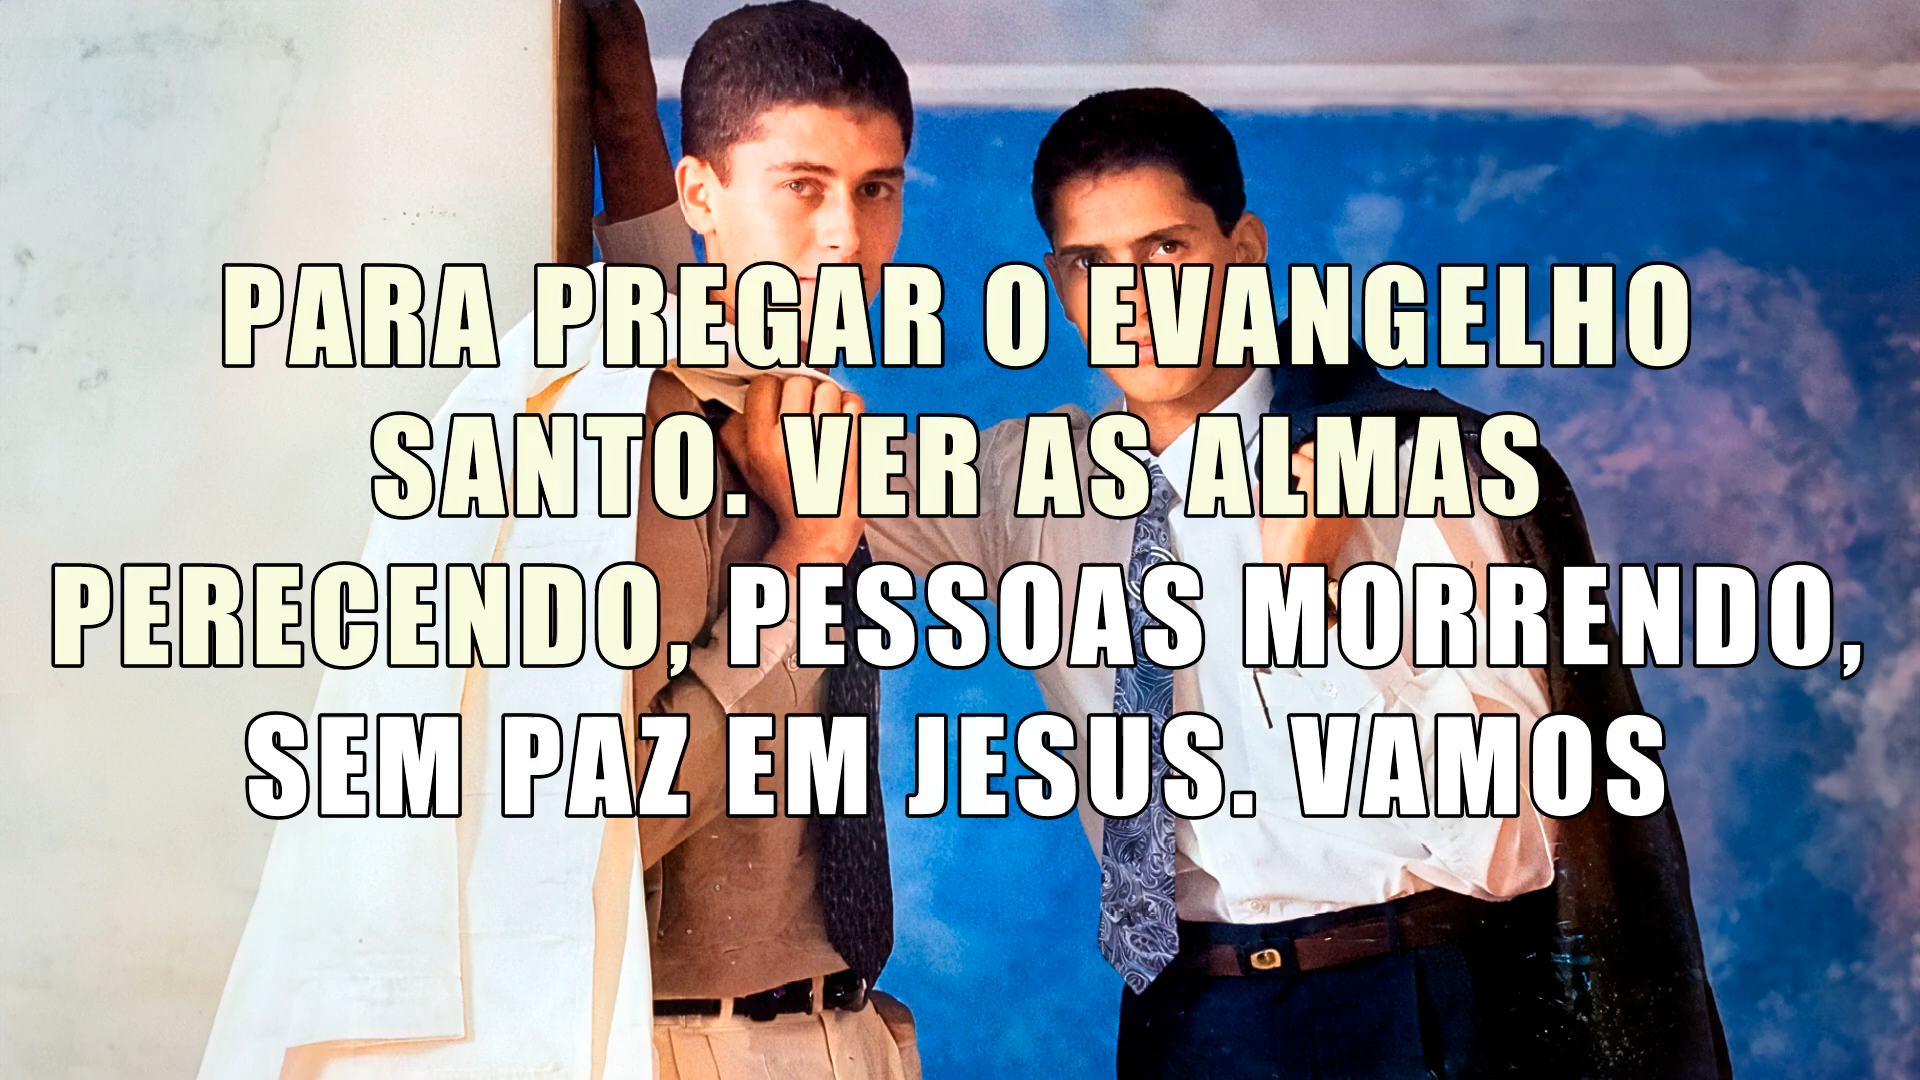 PARA PREGAR O EVANGELHO
SANTO. VER AS ALMAS
PERECENDO, PESSOAS MORRENDO,
SEM PAZ EM JESUS. VAMOS